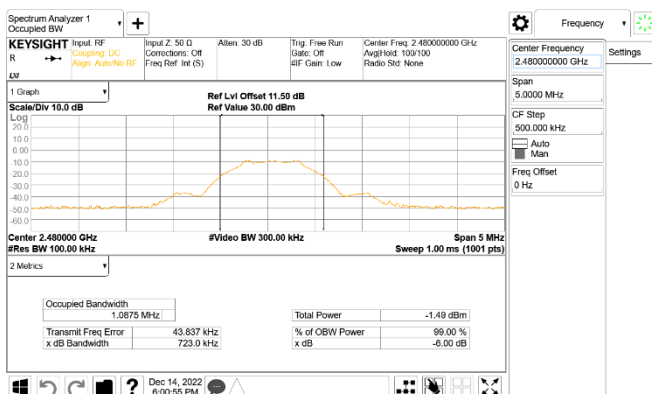 Spectrum Analyzer 1
Occupied BW
+
Frequency
KEYSIGHT
R
LXI
Input: RF
Coupling: DC
Align: Auto/No RF
Input Z: 50 Ω
Corrections: Off
Freq Ref: Int (S)
Atten: 30 dB
Trig: Free Run
Gate: Off
#IF Gain: Low
Center Freq: 2.480000000 GHz
Avg|Hold: 100/100
Radio Std: None
Center Frequency
2.480000000 GHz
Settings
Span
5.0000 MHz
CF Step
500.000 kHz
Auto
Man
Freq Offset
0 Hz
1 Graph
Scale/Div 10.0 dB
Ref Lvl Offset 11.50 dB
Ref Value 30.00 dBm
Log
20.0
10.0
0.00
-10.0
-20.0
-30.0
-40.0
-50.0
-60.0
Center 2.480000 GHz
#Res BW 100.00 kHz
#Video BW 300.00 kHz
Span 5 MHz
Sweep 1.00 ms (1001 pts)
2 Metrics
Occupied Bandwidth
1.0875 MHz
Total Power -1.49 dBm
Transmit Freq Error 43.837 kHz
% of OBW Power 99.00 %
x dB Bandwidth 723.0 kHz
x dB -6.00 dB
?
Dec 14, 2022
6:00:55 PM